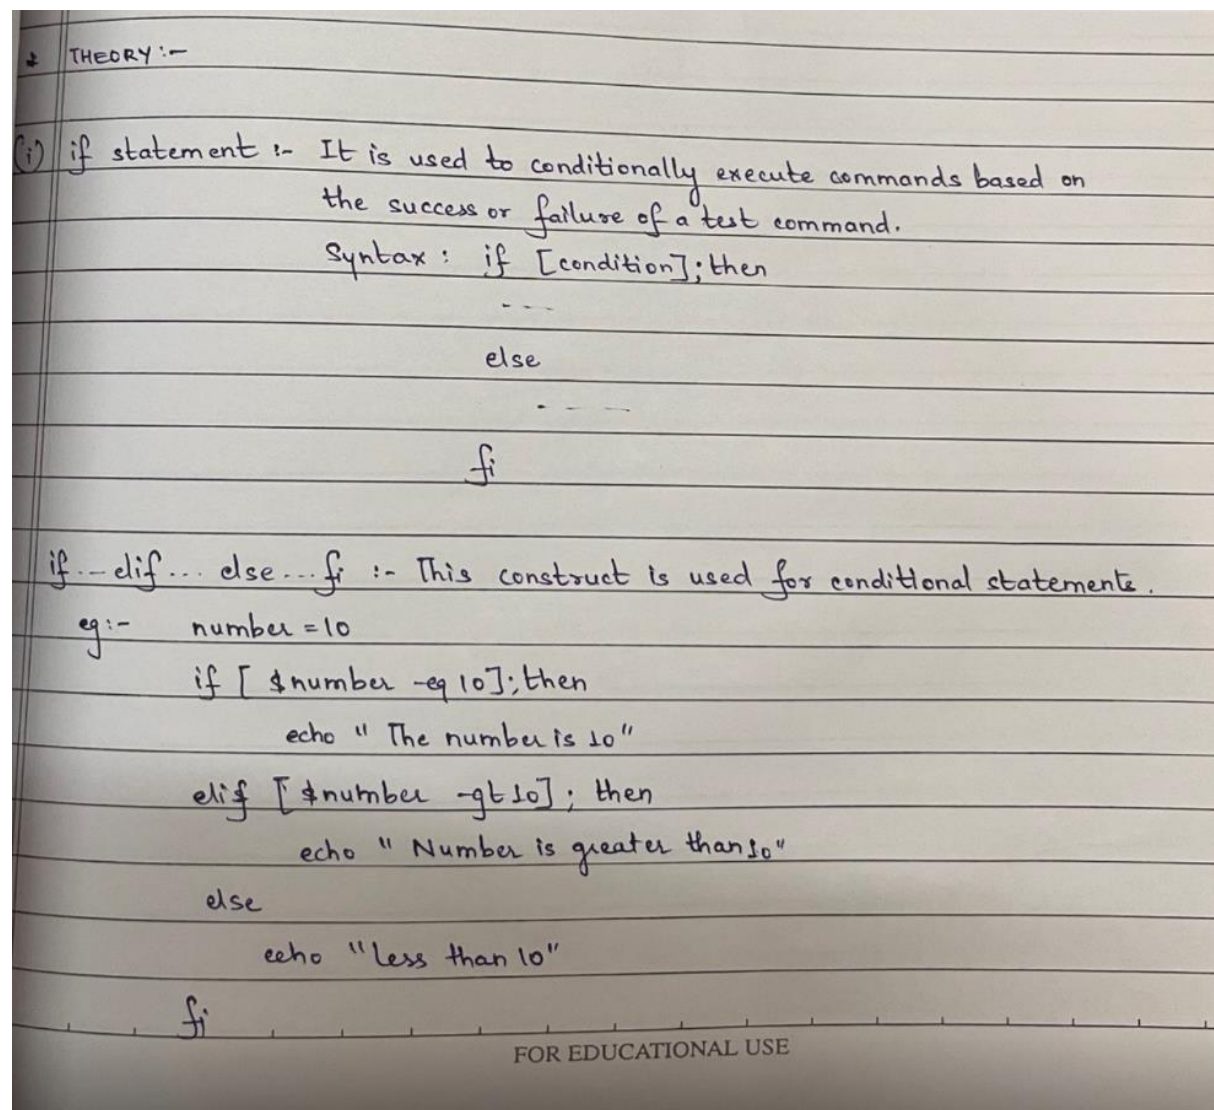 * THEORY :-
(i) if statement :- It is used to conditionally execute commands based on
the success or failure of a test command.
Syntax : if [condition]; then
- - - -
else
- - - -
fi
if ... elif ... else ... fi :- This construct is used for conditional statements.
eg :- number = 10
if [ $number -eq 10]; then
echo " The number is 10"
elif [ $number -gt 10] ; then
echo " Number is greater than 10"
else
echo "less than 10"
fi
FOR EDUCATIONAL USE